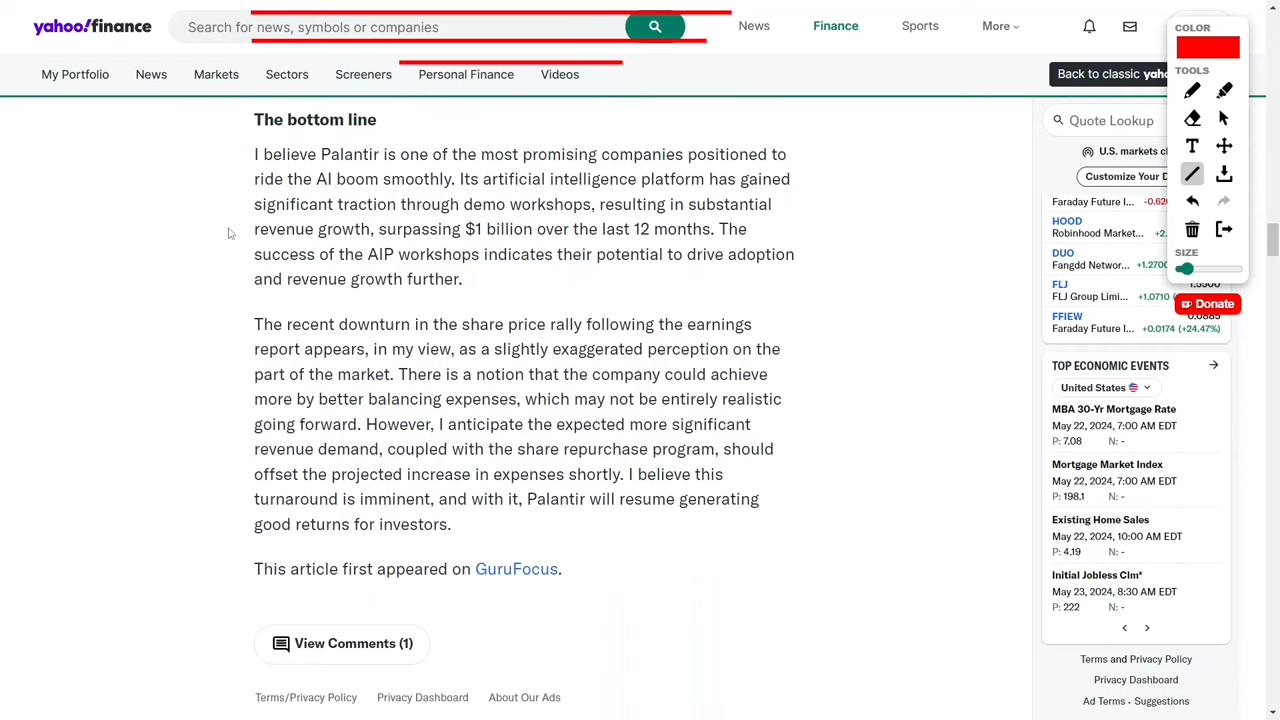 yahoo!finance
Search for news, symbols or companies
News
Finance
Sports
More
My Portfolio
News
Markets
Sectors
Screeners
Personal Finance
Videos
Back to classic
COLOR
TOOLS
SIZE
Donate
The bottom line
I believe Palantir is one of the most promising companies positioned to
ride the AI boom smoothly. Its artificial intelligence platform has gained
significant traction through demo workshops, resulting in substantial
revenue growth, surpassing $1 billion over the last 12 months. The
success of the AIP workshops indicates their potential to drive adoption
and revenue growth further.
The recent downturn in the share price rally following the earnings
report appears, in my view, as a slightly exaggerated perception on the
part of the market. There is a notion that the company could achieve
more by better balancing expenses, which may not be entirely realistic
going forward. However, I anticipate the expected more significant
revenue demand, coupled with the share repurchase program, should
offset the projected increase in expenses shortly. I believe this
turnaround is imminent, and with it, Palantir will resume generating
good returns for investors.
This article first appeared on GuruFocus.
View Comments (1)
Terms/Privacy Policy
Privacy Dashboard
About Our Ads
Quote Lookup
U.S. markets
Customize Your
Faraday Future I...
HOOD
Robinhood Market...
DUO
Fangdd Networ... +1.2700
FLJ
FLJ Group Limi... +1.0710
FFIEW 0.0885
Faraday Future I... +0.0174 (+24.47%)
TOP ECONOMIC EVENTS
United States
MBA 30-Yr Mortgage Rate
May 22, 2024, 7:00 AM EDT
P: 7.08 N: -
Mortgage Market Index
May 22, 2024, 7:00 AM EDT
P: 198.1 N: -
Existing Home Sales
May 22, 2024, 10:00 AM EDT
P: 4.19 N: -
Initial Jobless Clm*
May 23, 2024, 8:30 AM EDT
P: 222 N: -
Terms and Privacy Policy
Privacy Dashboard
Ad Terms • Suggestions